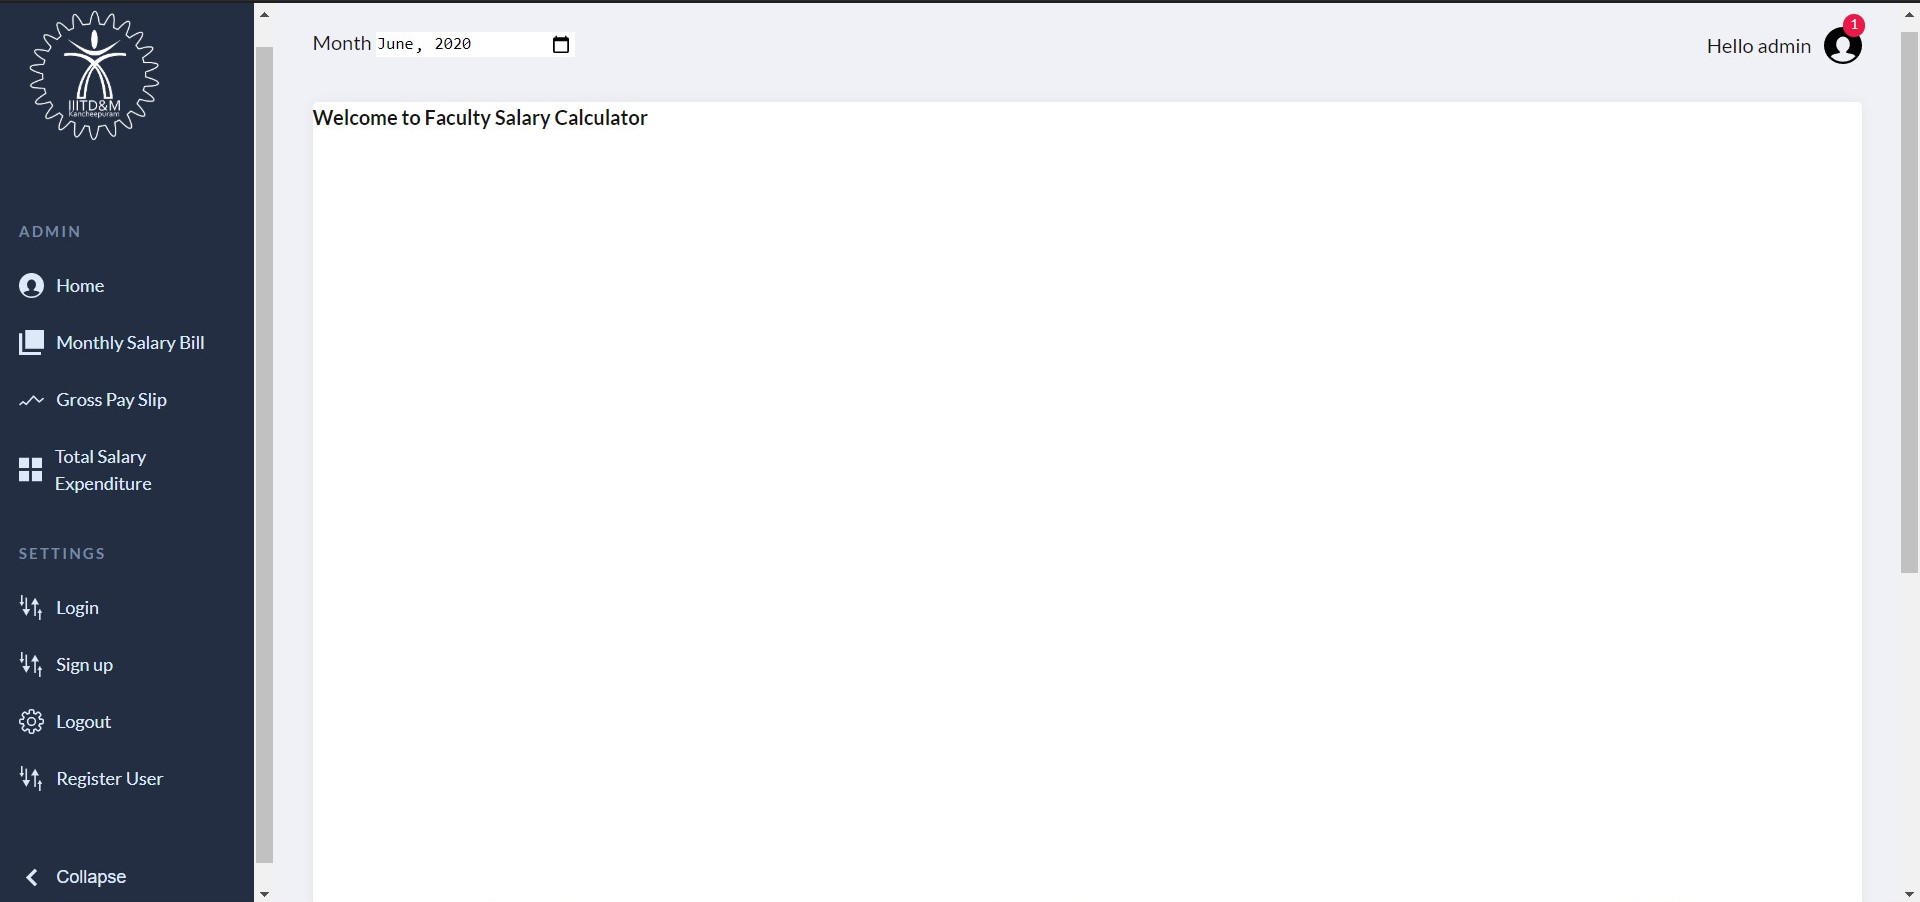 IIITD&M
Kancheepuram
ADMIN
Home
Monthly Salary Bill
Gross Pay Slip
Total Salary
Expenditure
SETTINGS
Login
Sign up
Logout
Register User
Collapse
Month June, 2020
Hello admin
1
Welcome to Faculty Salary Calculator